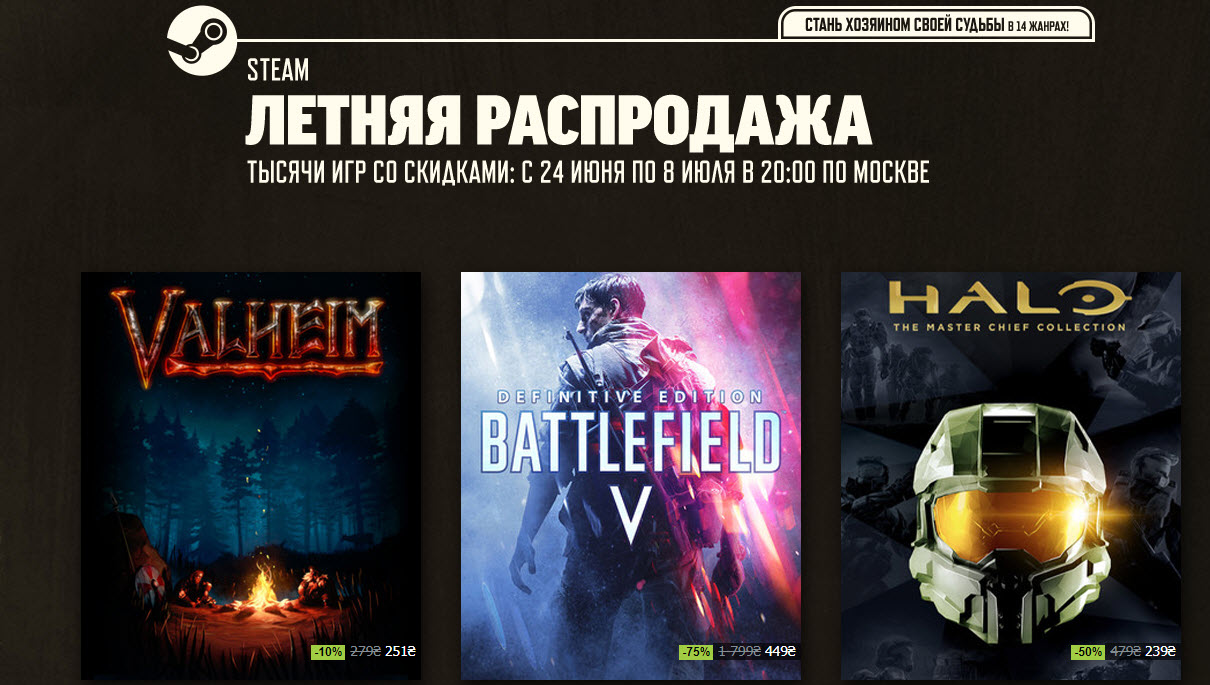 СТАНЬ ХОЗЯИНОМ СВОЕЙ СУДЬБЫ В 14 ЖАНРАХ!
STEAM
ЛЕТНЯЯ РАСПРОДАЖА
ТЫСЯЧИ ИГР СО СКИДКАМИ: С 24 ИЮНЯ ПО 8 ИЮЛЯ В 20:00 ПО МОСКВЕ
VALHEIM
-10% 279₴ 251₴
DEFINITIVE EDITION
BATTLEFIELD
V
-75% 1 799₴ 449₴
HALO
THE MASTER CHIEF COLLECTION
-50% 479₴ 239₴